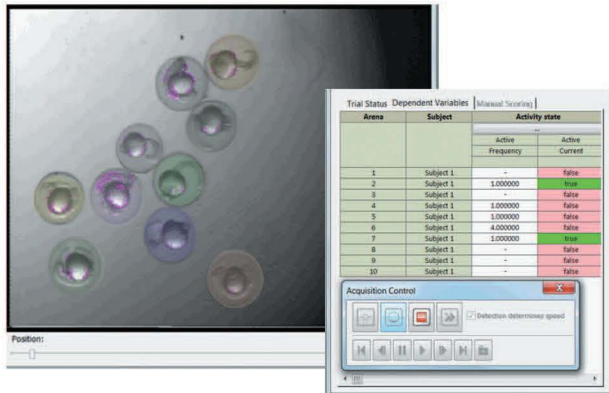 Position:
Trial Status Dependent Variables Manual Scoring
Arena Subject Activity state
--
Active Active
Frequency Current
1 Subject 1 - false
2 Subject 1 1.000000 true
3 Subject 1 - false
4 Subject 1 1.000000 false
5 Subject 1 1.000000 false
6 Subject 1 4.000000 false
7 Subject 1 1.000000 true
8 Subject 1 - false
9 Subject 1 - false
10 Subject 1 - false
Acquisition Control
Detection determines speed